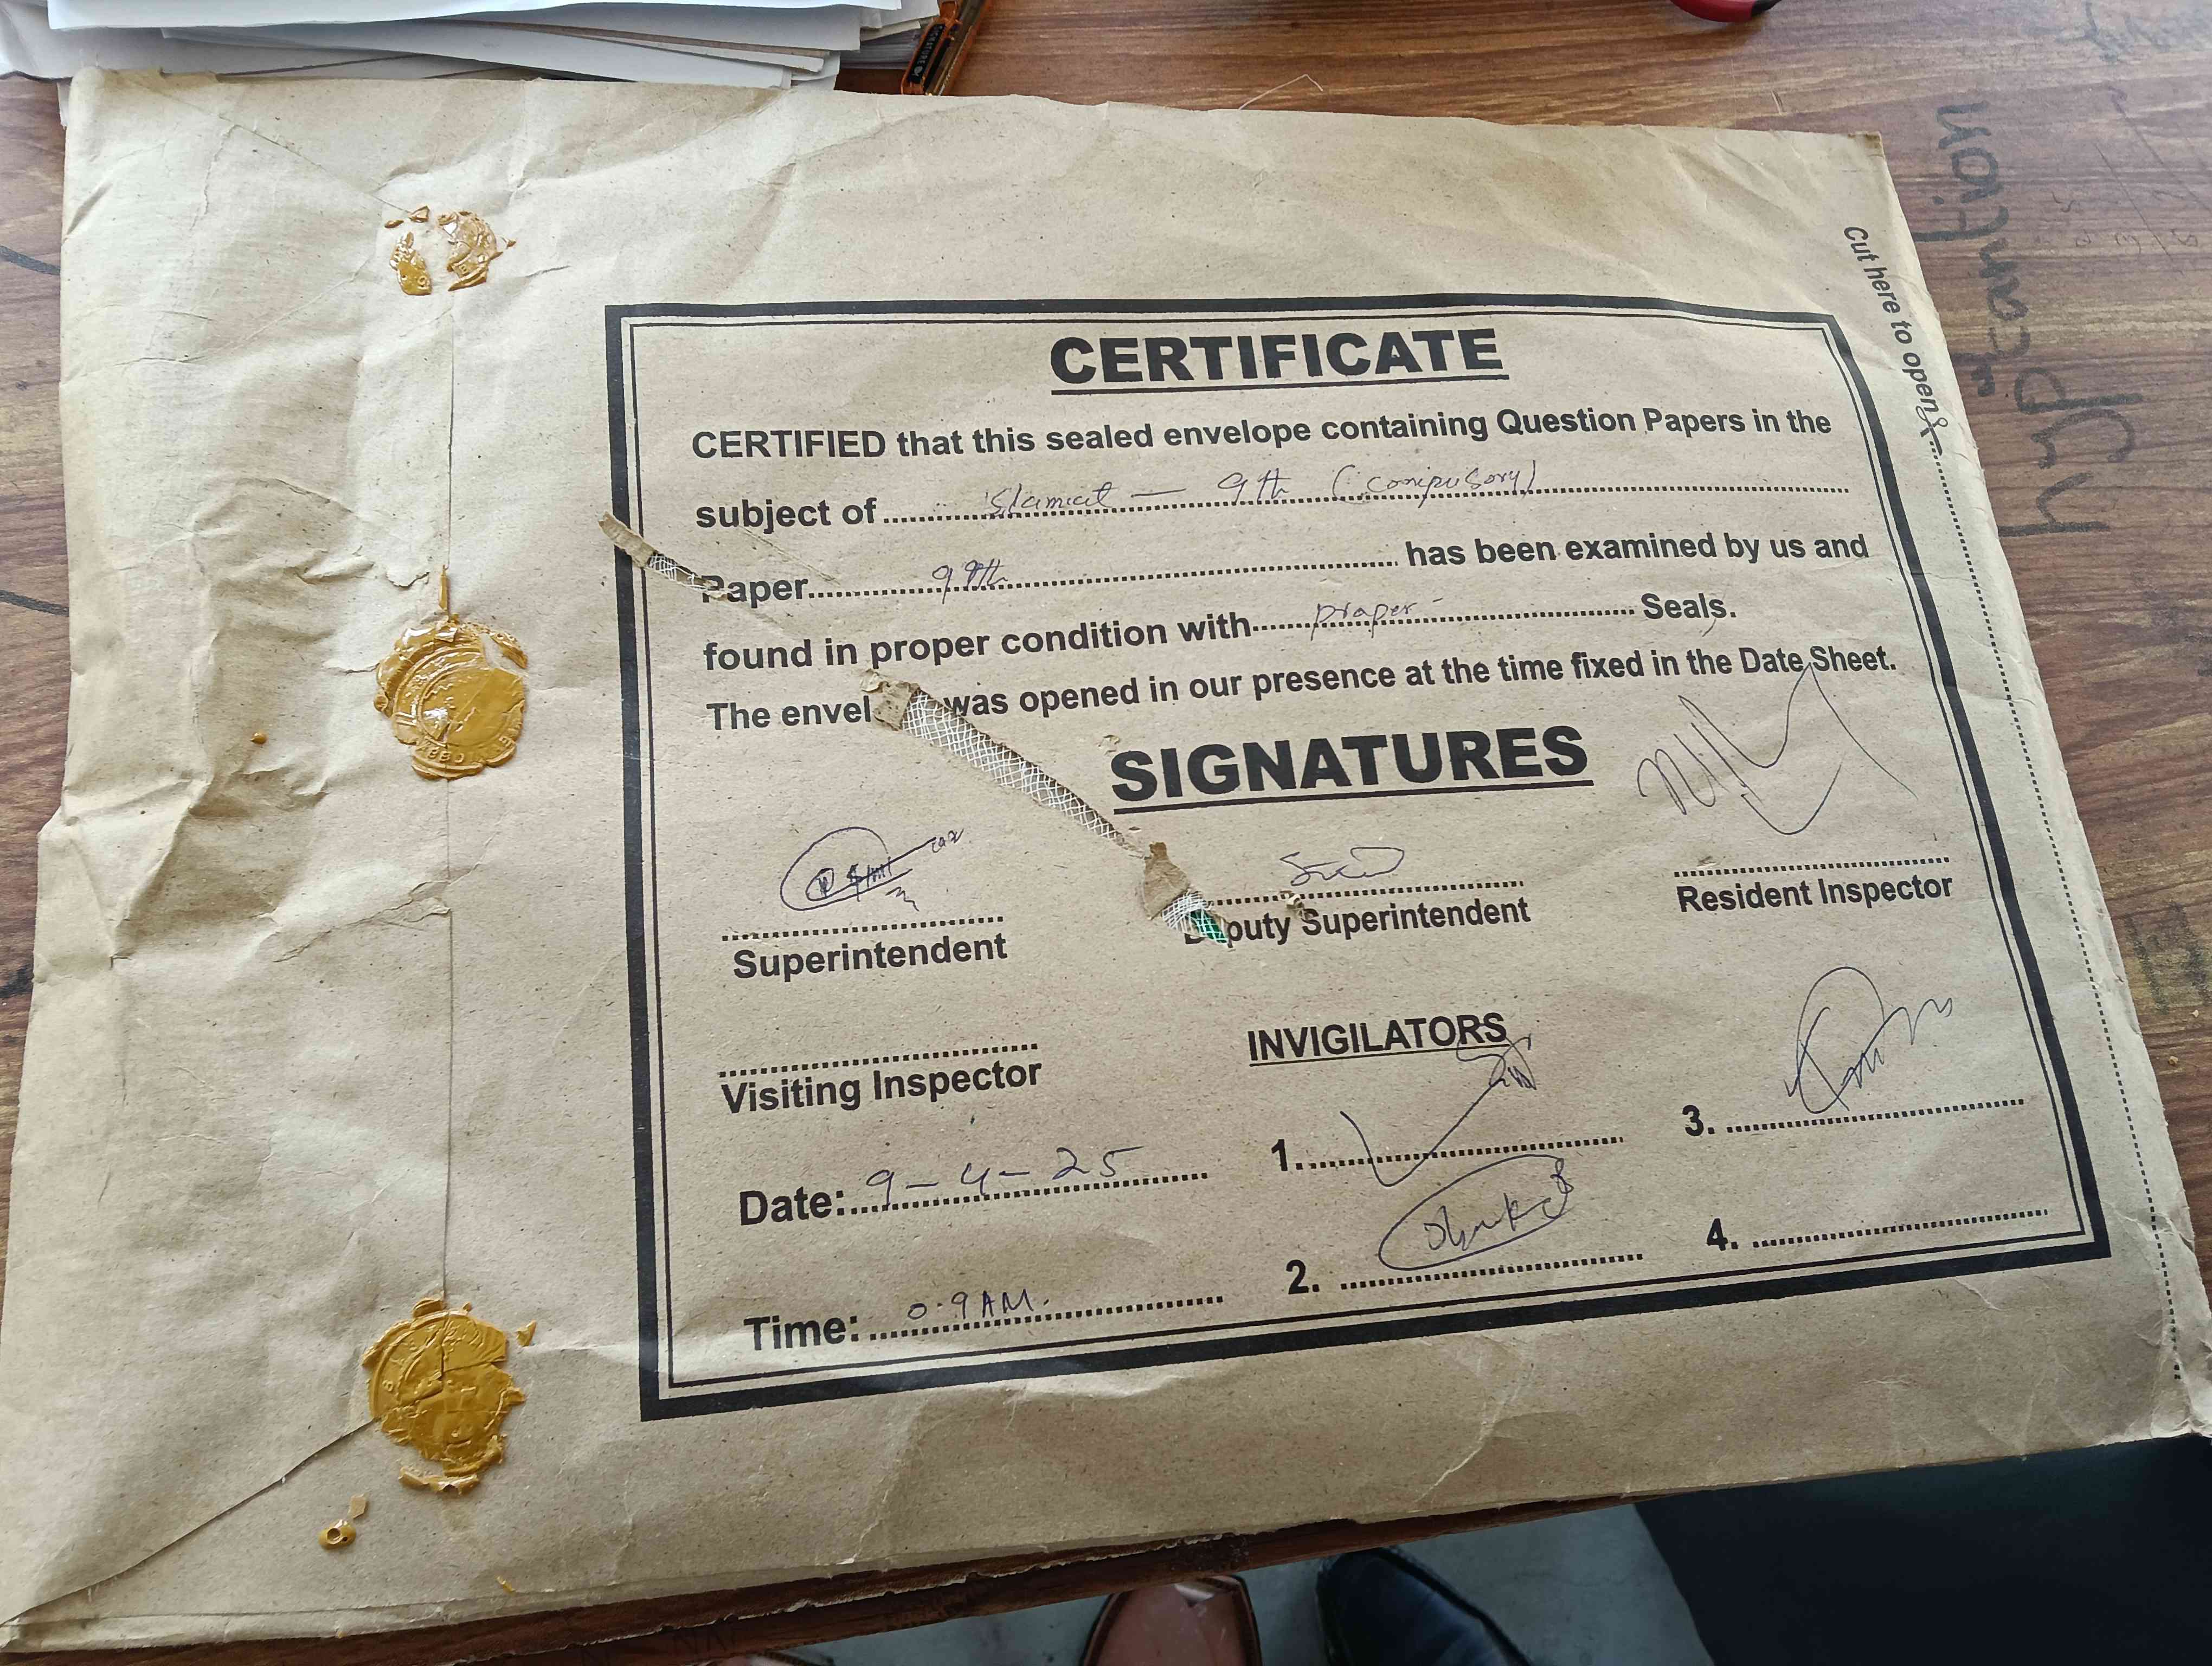 CERTIFICATE
CERTIFIED that this sealed envelope containing Question Papers in the
subject of Islamiat — 9th (compulsory)
Paper 9th has been examined by us and
found in proper condition with proper - Seals.
The envel was opened in our presence at the time fixed in the Date Sheet.
SIGNATURES
Superintendent
Deputy Superintendent
Resident Inspector
Visiting Inspector
INVIGILATORS
1.
2.
3.
4.
Date: 9-4-25
Time: 0.9 AM.
Cut here to open